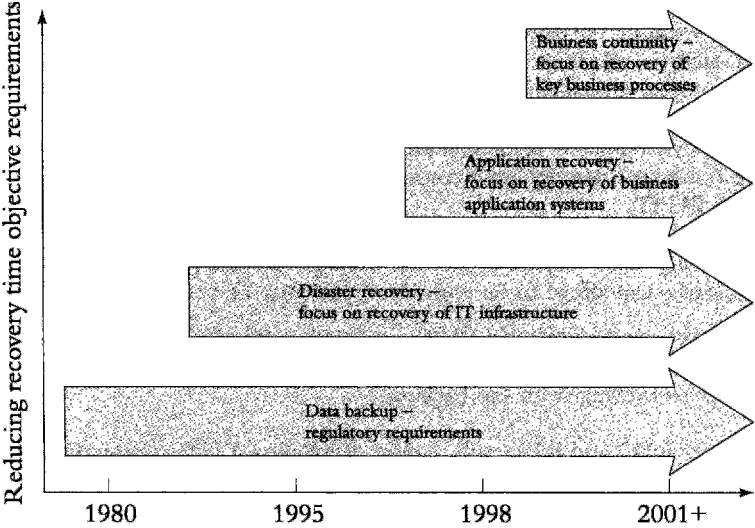 Reducing recovery time objective requirements
Business continuity –
focus on recovery of
key business processes
Application recovery –
focus on recovery of business
application systems
Disaster recovery –
focus on recovery of IT infrastructure
Data backup –
regulatory requirements
1980
1995
1998
2001+